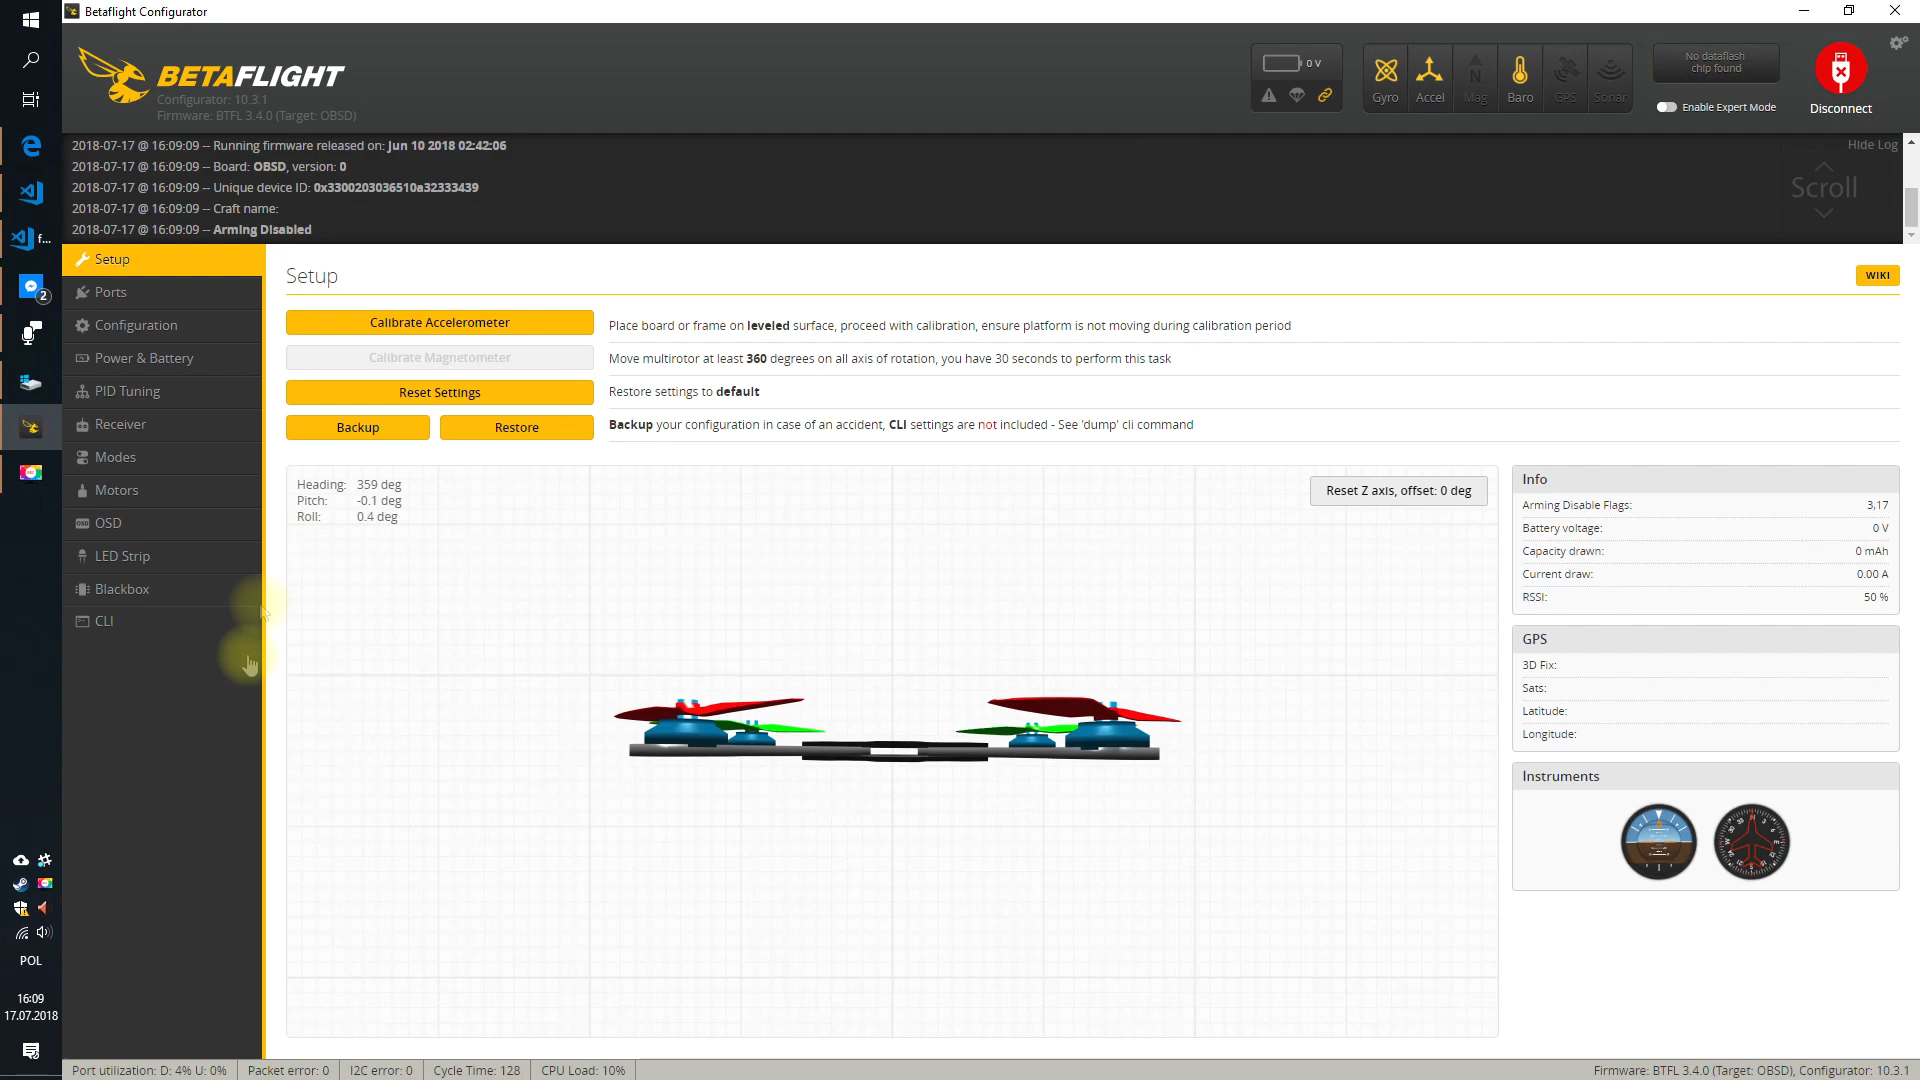 Betaflight Configurator
BETAFLIGHT
Configurator: 10.3.1
Firmware: BTFL 3.4.0 (Target: OBSD)
0 V
Gyro
Accel
Mag
Baro
GPS
Sonar
No dataflash
chip found
Enable Expert Mode
Disconnect
2018-07-17 @ 16:09:09 -- Running firmware released on: Jun 10 2018 02:42:06
2018-07-17 @ 16:09:09 -- Board: OBSD, version: 0
2018-07-17 @ 16:09:09 -- Unique device ID: 0x3300203036510a32333439
2018-07-17 @ 16:09:09 -- Craft name:
2018-07-17 @ 16:09:09 -- Arming Disabled
Hide Log
Scroll
f...
2
Setup
Ports
Configuration
Power & Battery
PID Tuning
Receiver
Modes
Motors
OSD
LED Strip
Blackbox
CLI
Setup
WIKI
Calibrate Accelerometer
Place board or frame on leveled surface, proceed with calibration, ensure platform is not moving during calibration period
Calibrate Magnetometer
Move multirotor at least 360 degrees on all axis of rotation, you have 30 seconds to perform this task
Reset Settings
Restore settings to default
Backup
Restore
Backup your configuration in case of an accident, CLI settings are not included - See 'dump' cli command
Heading: 359 deg
Pitch: -0.1 deg
Roll: 0.4 deg
Reset Z axis, offset: 0 deg
Info
Arming Disable Flags: 3,17
Battery voltage: 0 V
Capacity drawn: 0 mAh
Current draw: 0.00 A
RSSI: 50 %
GPS
3D Fix:
Sats:
Latitude:
Longitude:
Instruments
POL
16:09
17.07.2018
Port utilization: D: 4% U: 0%
Packet error: 0
I2C error: 0
Cycle Time: 128
CPU Load: 10%
Firmware: BTFL 3.4.0 (Target: OBSD), Configurator: 10.3.1